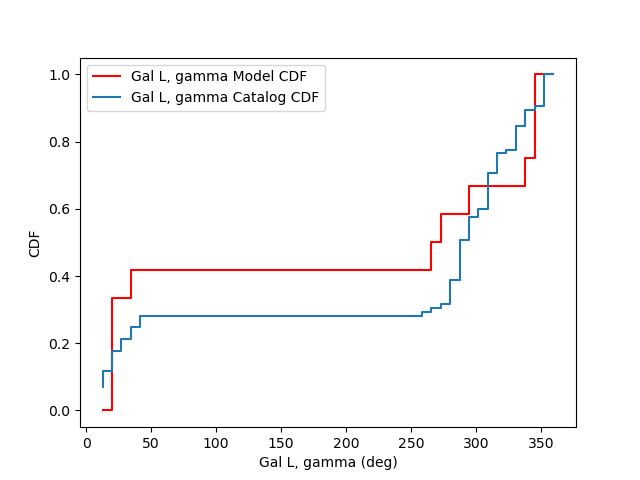 Gal L, gamma Model CDF
Gal L, gamma Catalog CDF
1.0
0.8
0.6
0.4
0.2
0.0
CDF
0 50 100 150 200 250 300 350
Gal L, gamma (deg)